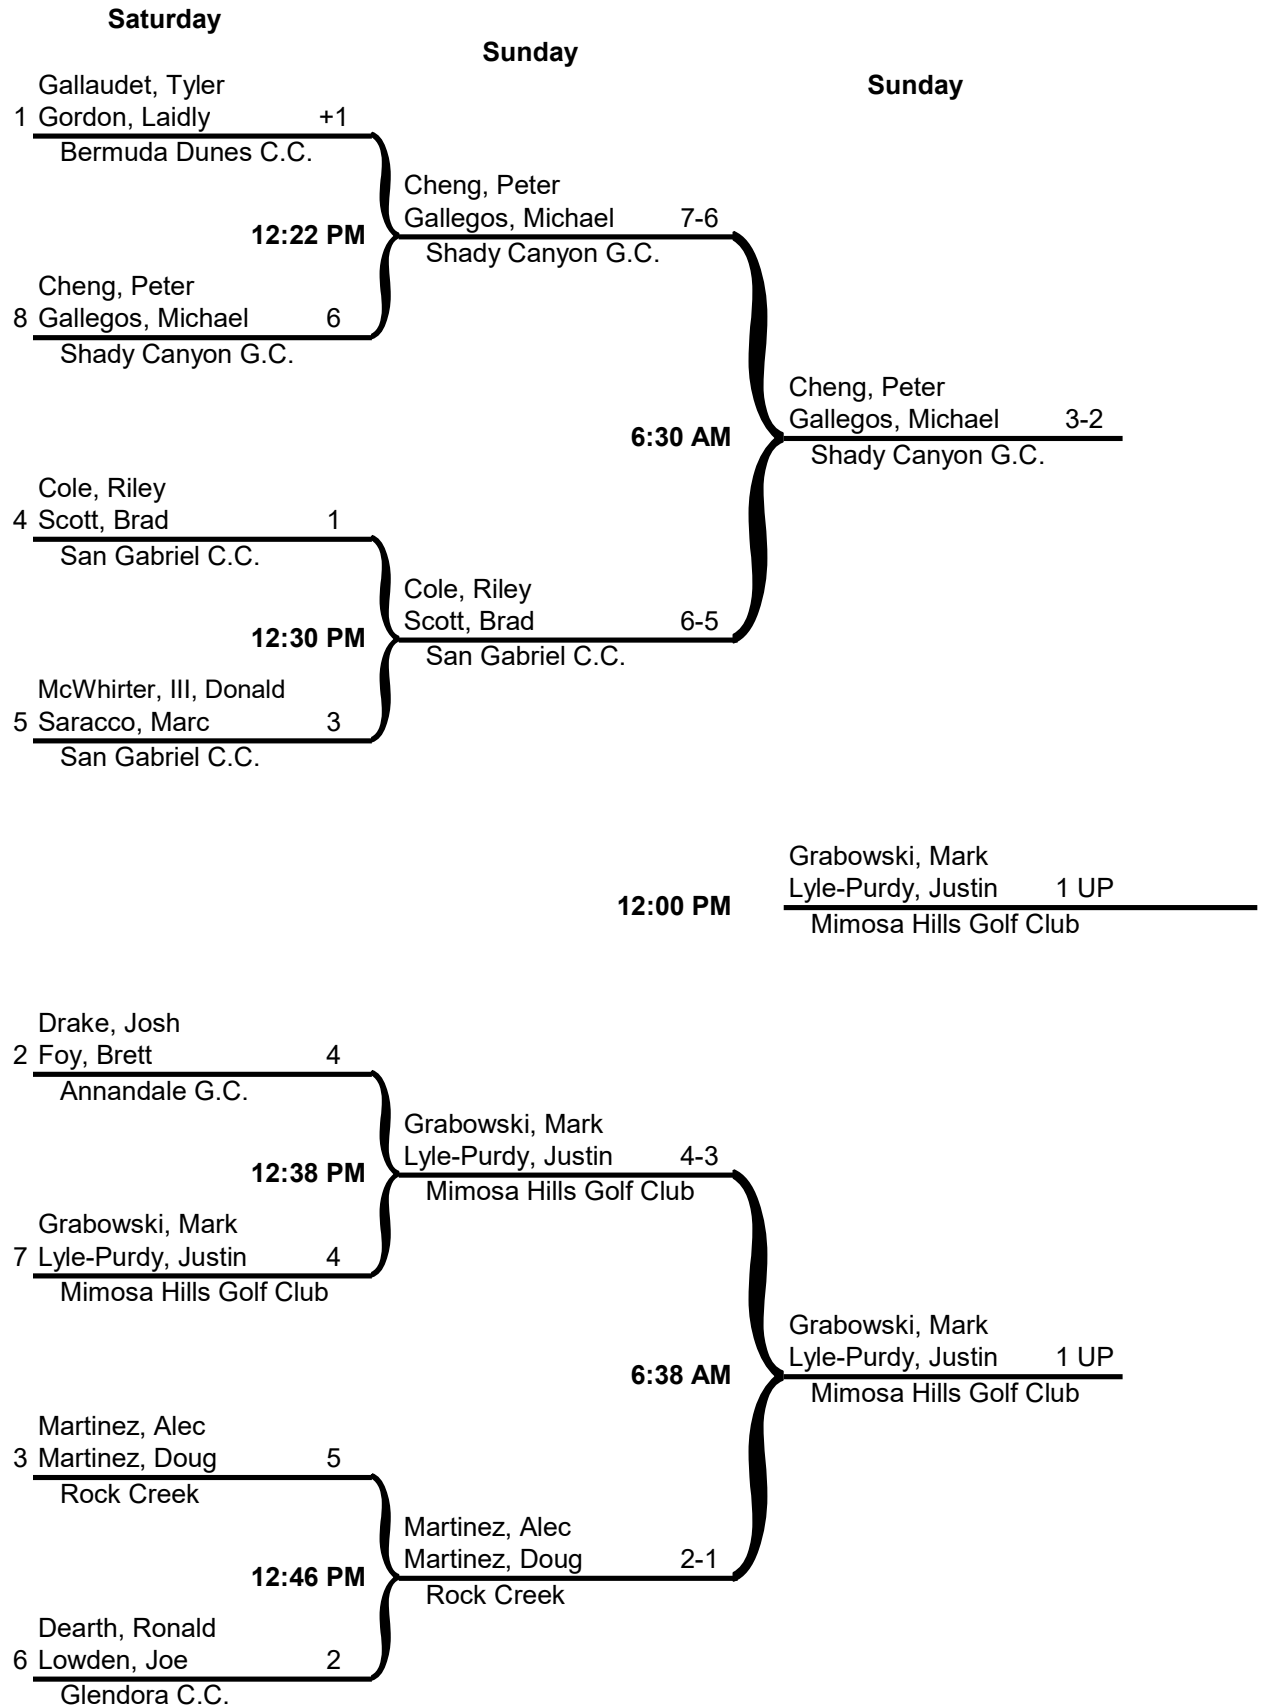 Saturday
Sunday
Sunday
Gallaudet, Tyler
1 Gordon, Laidly +1
Bermuda Dunes C.C.
Cheng, Peter
12:22 PM Gallegos, Michael 7-6
Shady Canyon G.C.
Cheng, Peter
8 Gallegos, Michael 6
Shady Canyon G.C.
Cheng, Peter
6:30 AM Gallegos, Michael 3-2
Shady Canyon G.C.
Cole, Riley
4 Scott, Brad 1
San Gabriel C.C.
Cole, Riley
12:30 PM Scott, Brad 6-5
San Gabriel C.C.
McWhirter, III, Donald
5 Saracco, Marc 3
San Gabriel C.C.
Grabowski, Mark
12:00 PM Lyle-Purdy, Justin 1 UP
Mimosa Hills Golf Club
Drake, Josh
2 Foy, Brett 4
Annandale G.C.
Grabowski, Mark
12:38 PM Lyle-Purdy, Justin 4-3
Mimosa Hills Golf Club
Grabowski, Mark
7 Lyle-Purdy, Justin 4
Mimosa Hills Golf Club
Grabowski, Mark
6:38 AM Lyle-Purdy, Justin 1 UP
Mimosa Hills Golf Club
Martinez, Alec
3 Martinez, Doug 5
Rock Creek
Martinez, Alec
12:46 PM Martinez, Doug 2-1
Rock Creek
Dearth, Ronald
6 Lowden, Joe 2
Glendora C.C.